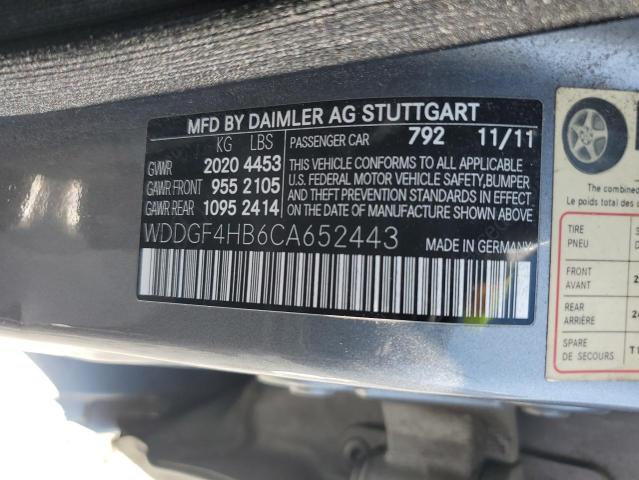 MFD BY DAIMLER AG STUTTGART
KG LBS PASSENGER CAR 792 11/11
GVWR 2020 4453
GAWR FRONT 955 2105
GAWR REAR 1095 2414
THIS VEHICLE CONFORMS TO ALL APPLICABLE
U.S. FEDERAL MOTOR VEHICLE SAFETY, BUMPER
AND THEFT PREVENTION STANDARDS IN EFFECT
ON THE DATE OF MANUFACTURE SHOWN ABOVE.
WDDGF4HB6CA652443 MADE IN GERMANY
The combined
Le poids total des
TIRE
PNEU
FRONT
AVANT
REAR
ARRIÈRE
SPARE
DE SECOURS